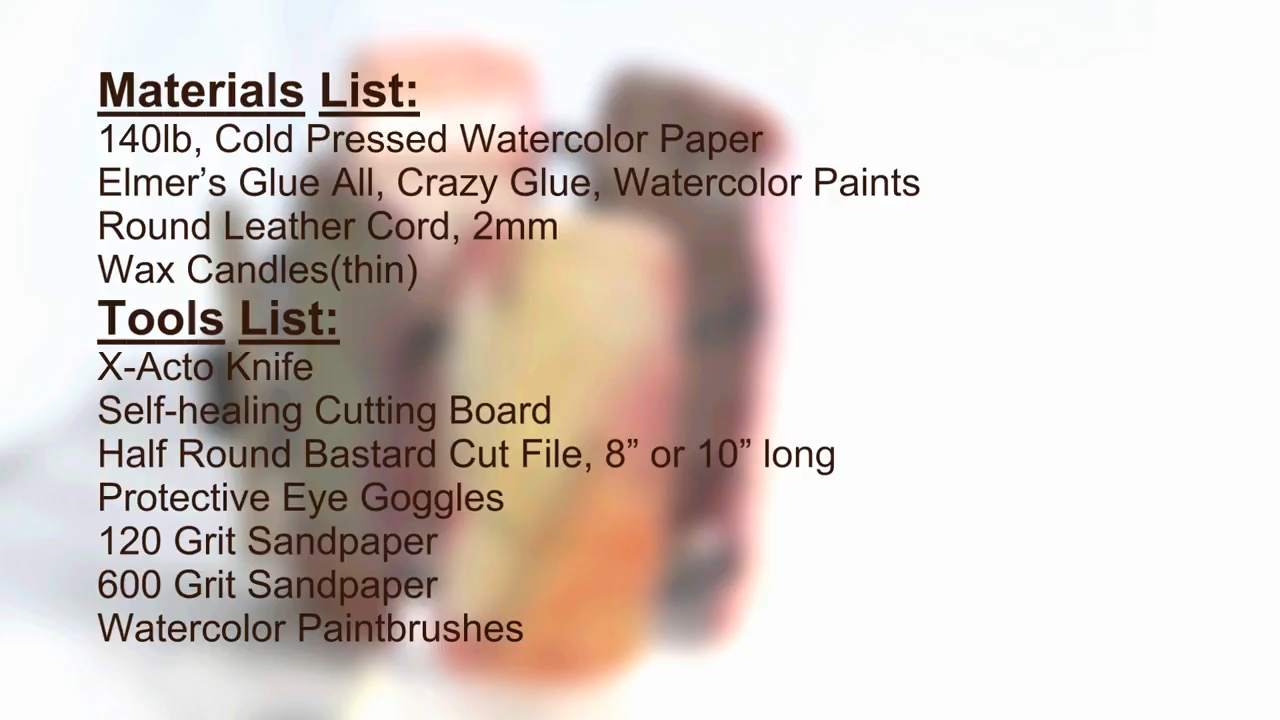 Materials List:
140lb, Cold Pressed Watercolor Paper
Elmer’s Glue All, Crazy Glue, Watercolor Paints
Round Leather Cord, 2mm
Wax Candles(thin)
Tools List:
X-Acto Knife
Self-healing Cutting Board
Half Round Bastard Cut File, 8” or 10” long
Protective Eye Goggles
120 Grit Sandpaper
600 Grit Sandpaper
Watercolor Paintbrushes